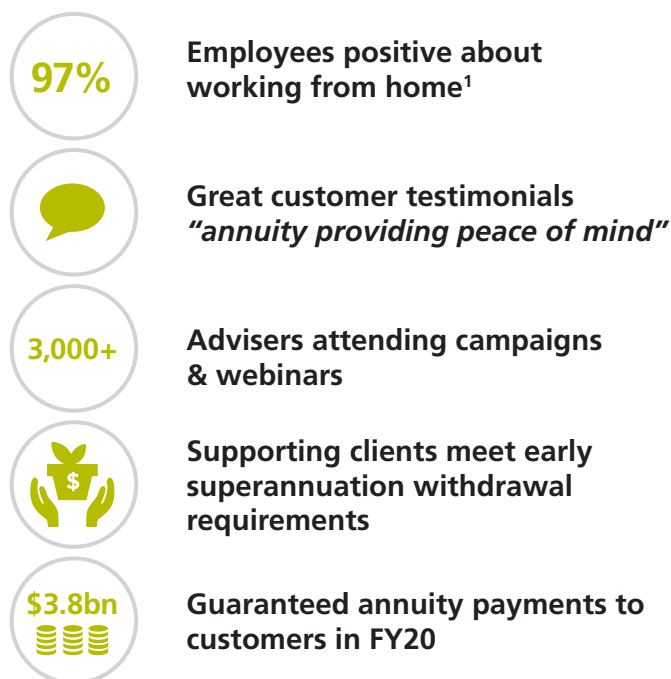 97%
Employees positive about
working from home¹
Great customer testimonials
“annuity providing peace of mind”
3,000+
Advisers attending campaigns
& webinars
$
Supporting clients meet early
superannuation withdrawal
requirements
$3.8bn
Guaranteed annuity payments to
customers in FY20